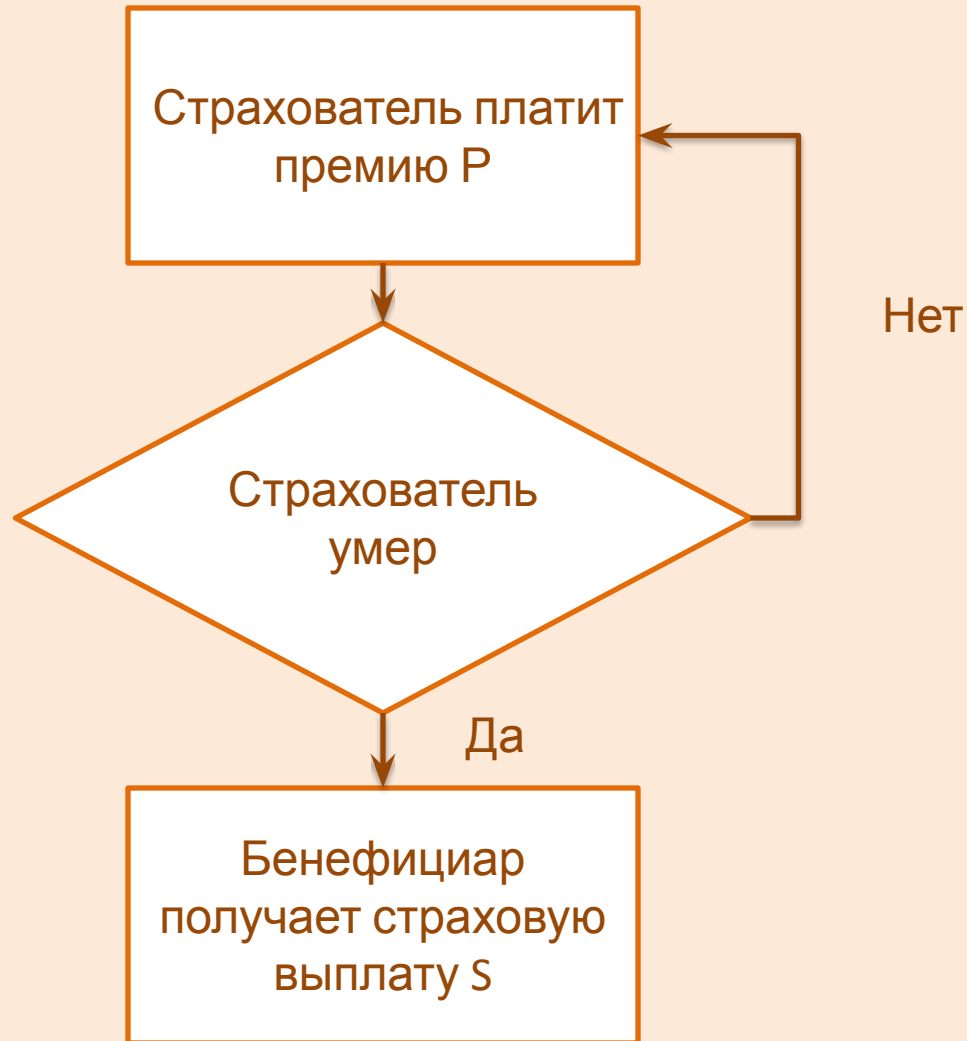 Страхователь платит
премию P
Нет
Страхователь
умер
Да
Бенефициар
получает страховую
выплату S